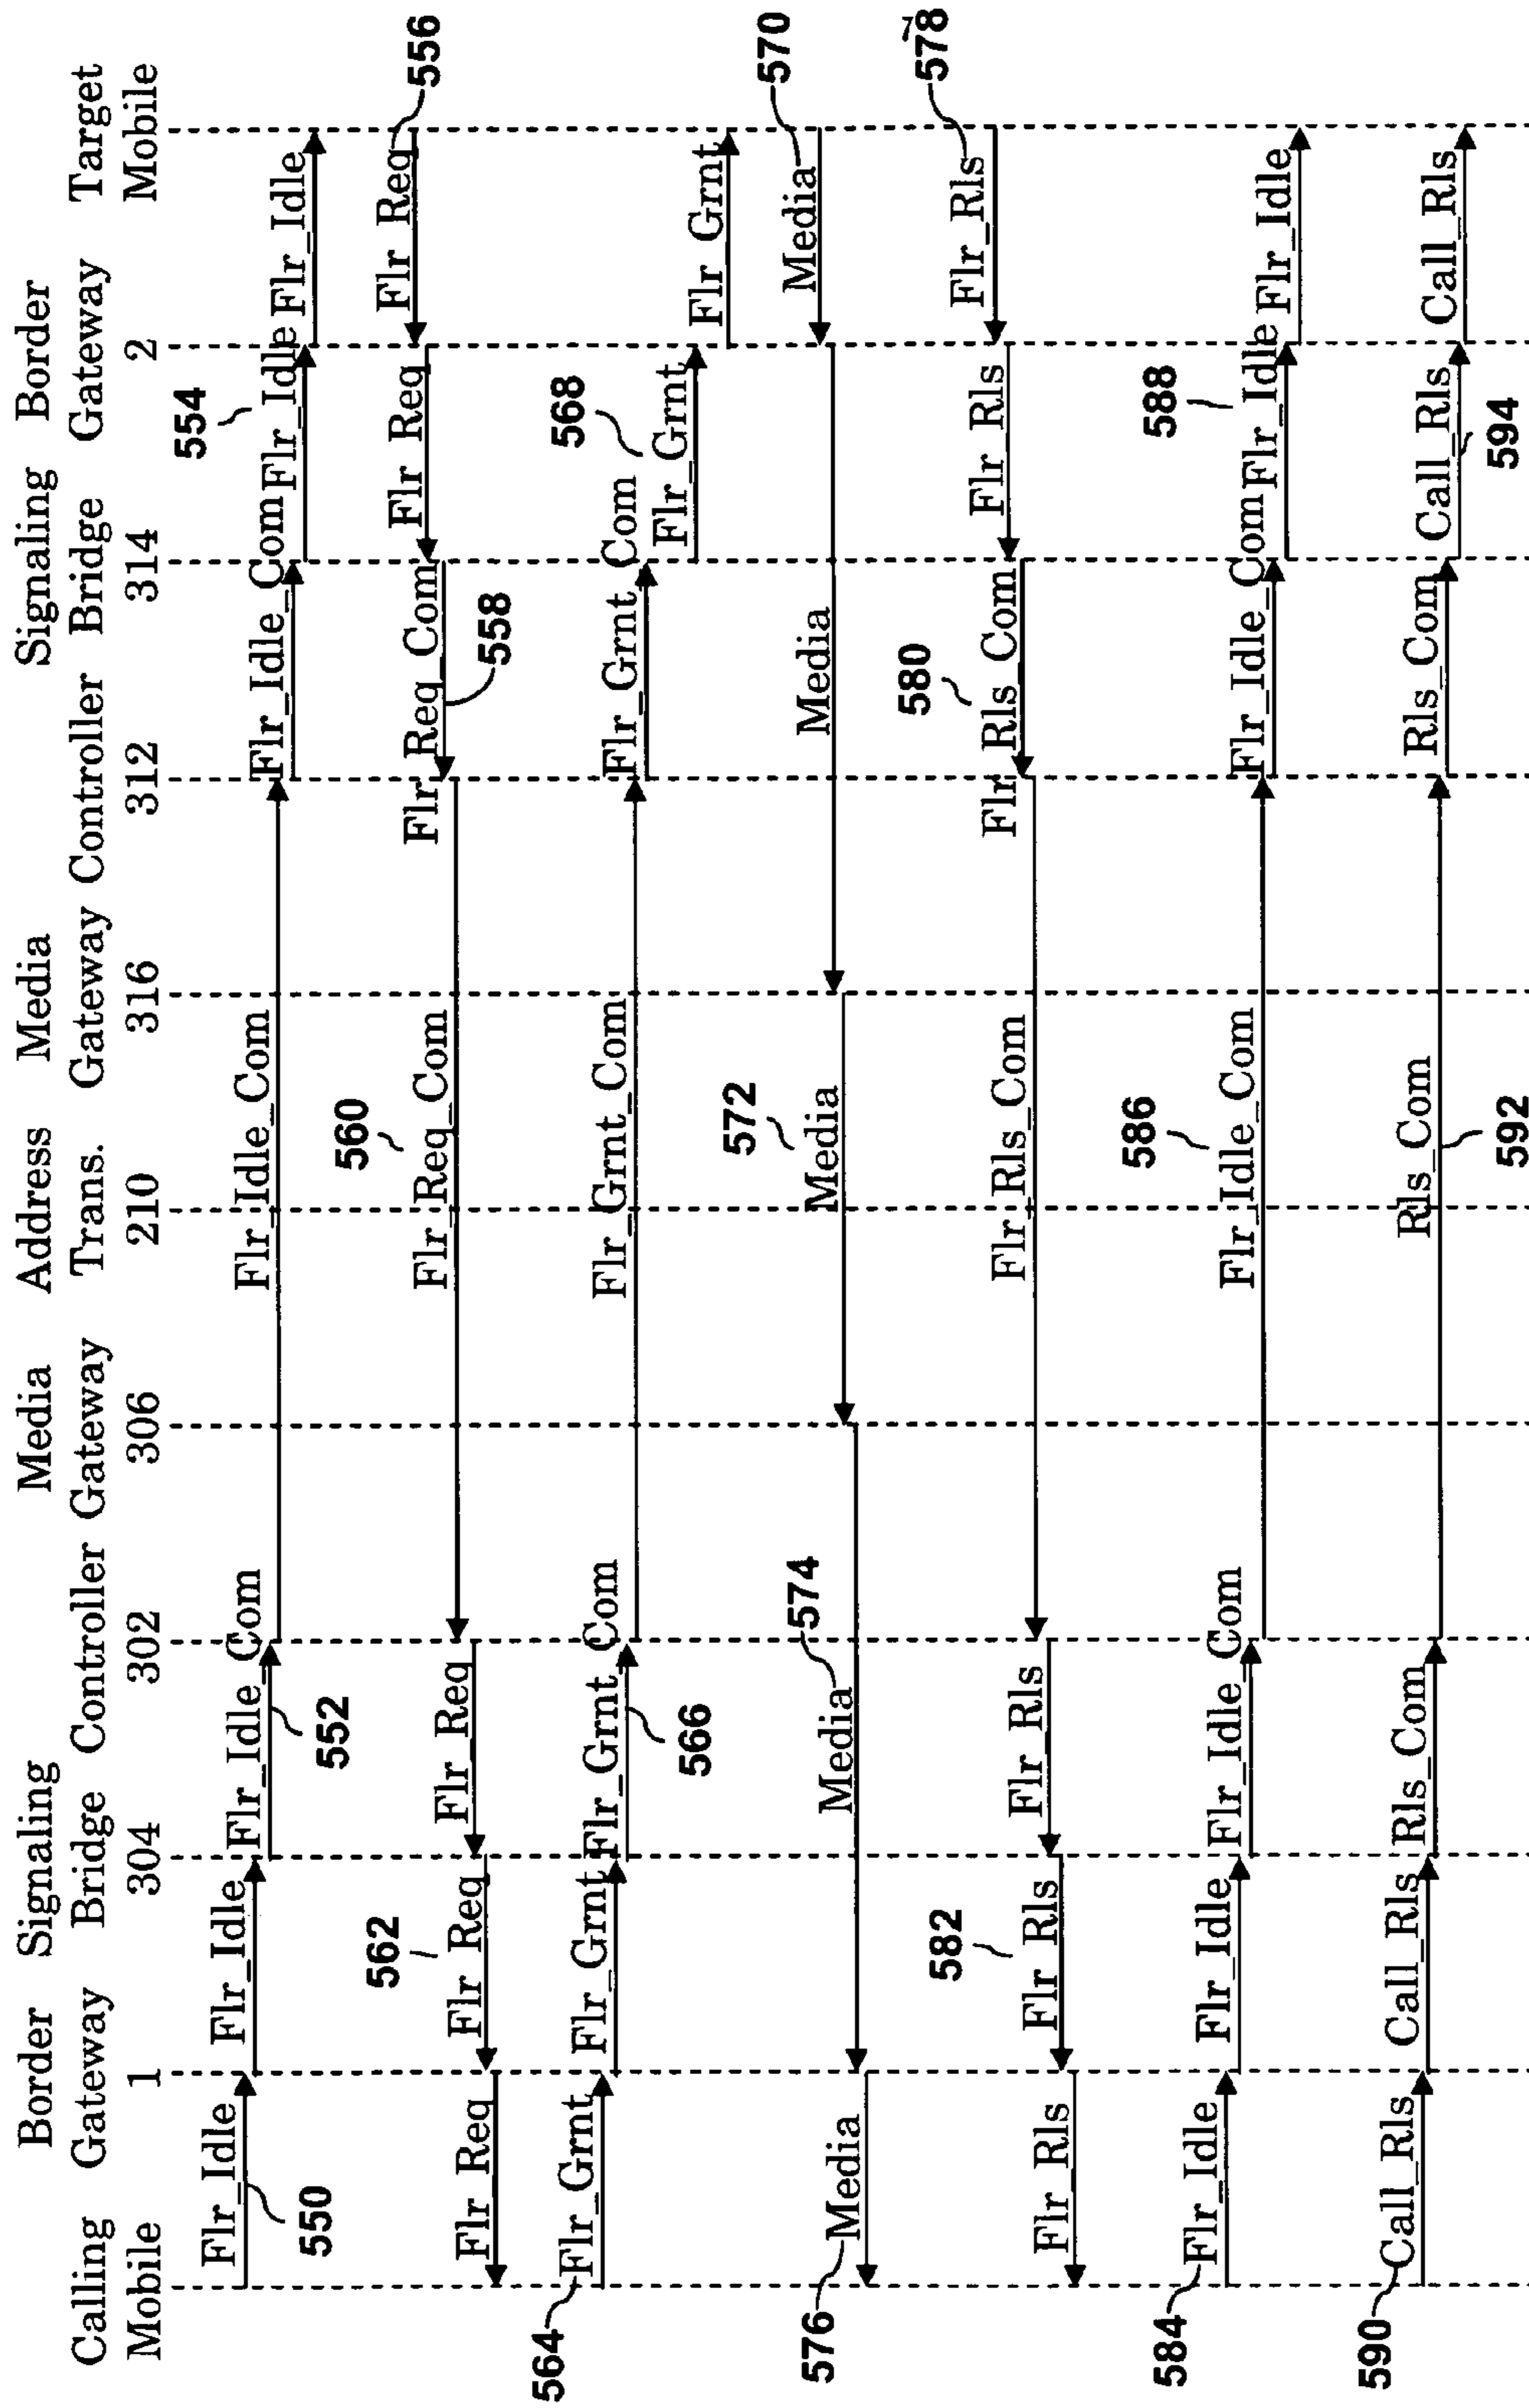 Calling Mobile
Border Gateway 1
Signaling Bridge 304
Controller 302
Media Gateway 306
Address Trans. 210
Media Gateway 316
Controller 312
Signaling Bridge 314
Border Gateway 2
Target Mobile
Flr_Idle
550
Flr_Idle
Flr_Idle_Com
552
Flr_Idle_Com
Flr_Idle_Com
554
Flr_Idle
Flr_Idle
Flr_Req
556
Flr_Req
Flr_Req_Com
558
560
Flr_Req_Com
Flr_Req
562
Flr_Req
Flr_Req
564
Flr_Grnt
Flr_Grnt
Flr_Grnt_Com
566
Flr_Grnt_Com
Flr_Grnt_Com
568
Flr_Grnt
Flr_Grnt
570
Media
Media
572
Media
574
Media
576
Media
578
Flr_Rls
Flr_Rls
580
Flr_Rls_Com
Flr_Rls_Com
Flr_Rls
582
Flr_Rls
Flr_Rls
584
Flr_Idle
Flr_Idle
Flr_Idle_Com
586
Flr_Idle_Com
Flr_Idle_Com
588
Flr_Idle
Flr_Idle
590
Call_Rls
Call_Rls
Rls_Com
Rls_Com
592
Rls_Com
Call_Rls
594
Call_Rls